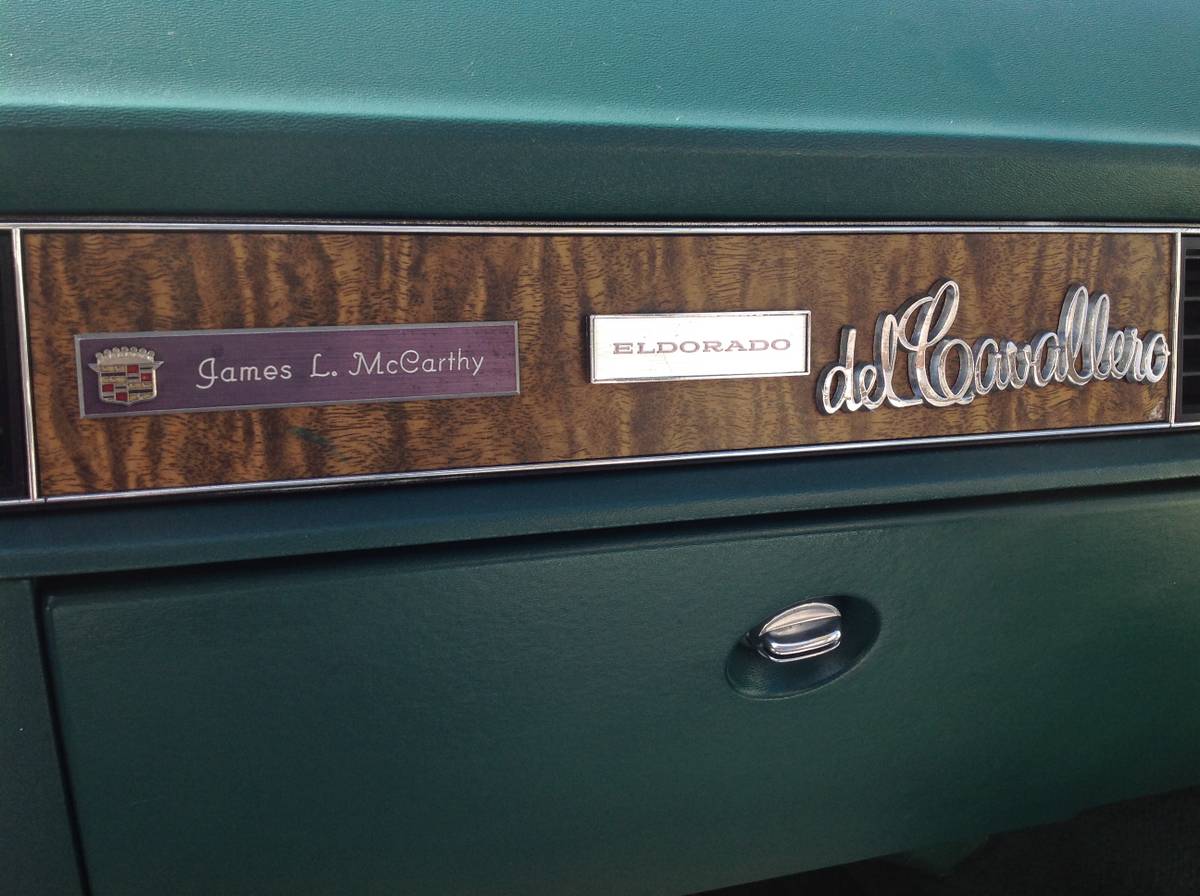 James L. McCarthy
ELDORADO
del Cavallero